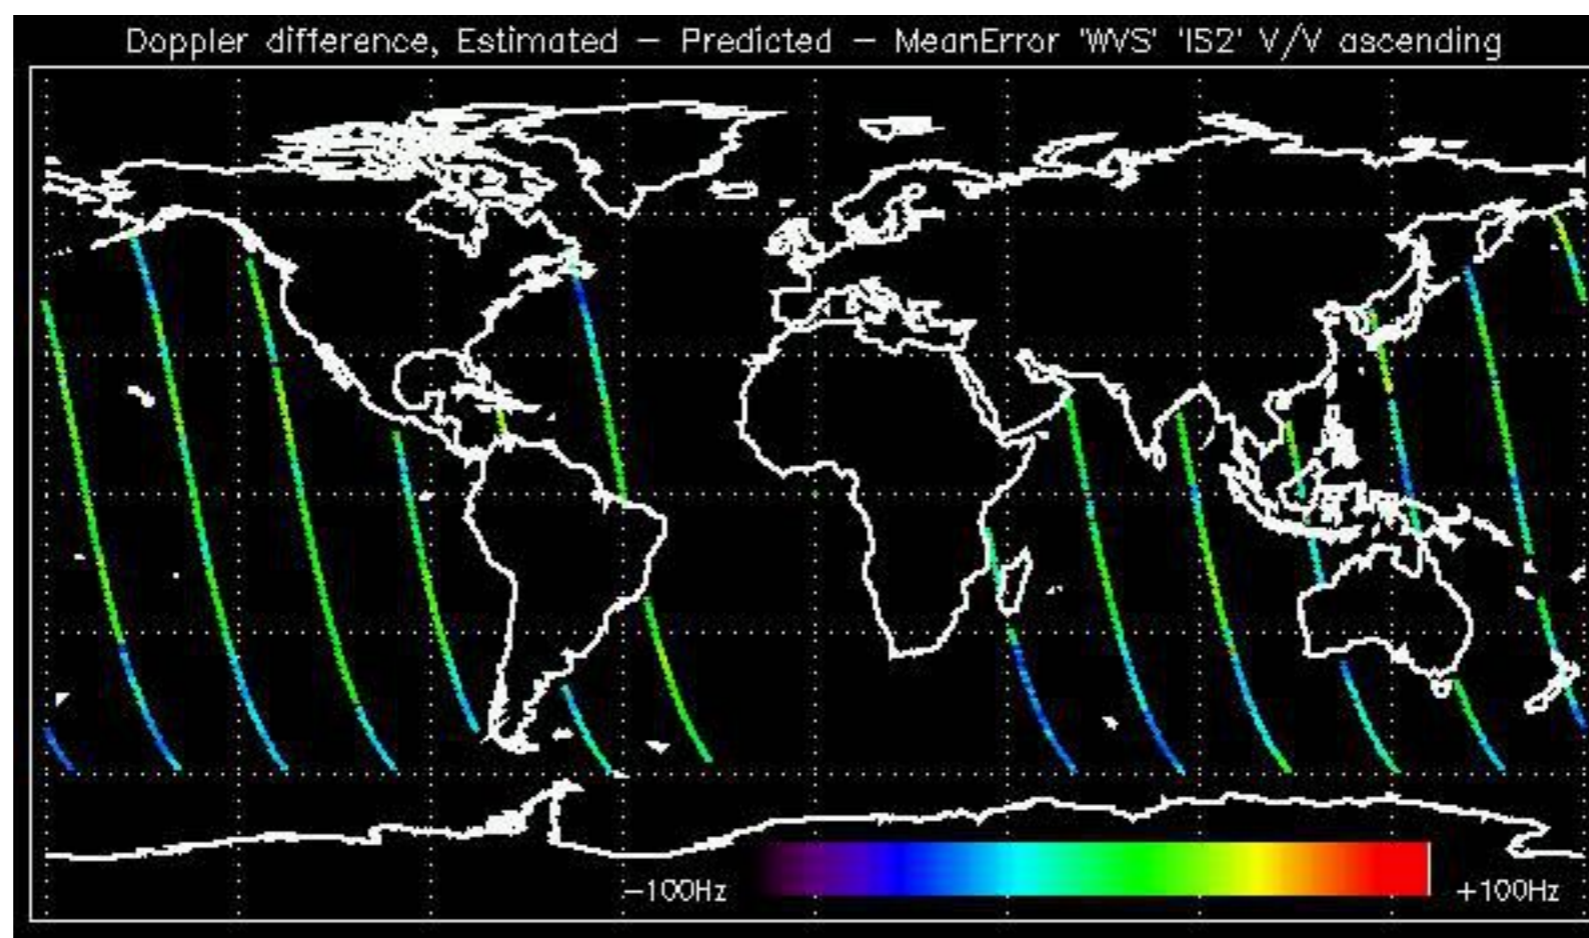 Doppler difference, Estimated − Predicted − MeanError 'WVS' 'IS2' V/V ascending
−100Hz
+100Hz